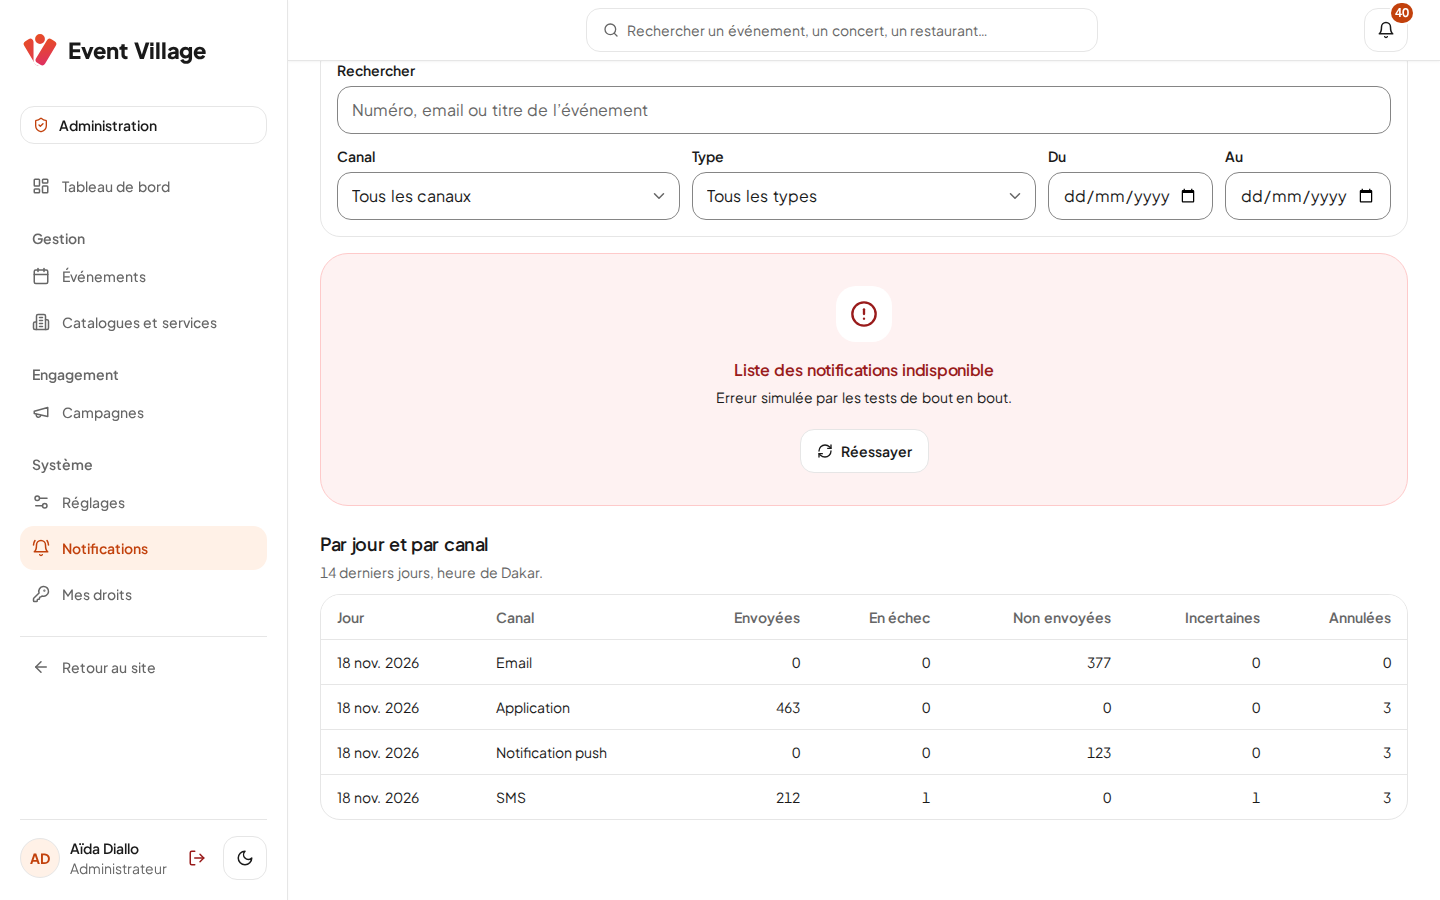 Event Village
Rechercher un événement, un concert, un restaurant...
40
Administration
Tableau de bord
Gestion
Événements
Catalogues et services
Engagement
Campagnes
Système
Réglages
Notifications
Mes droits
Retour au site
AD
Aïda Diallo
Administrateur
Rechercher
Numéro, email ou titre de l'événement
Canal Type Du Au
Tous les canaux Tous les types dd/mm/yyyy dd/mm/yyyy
Liste des notifications indisponible
Erreur simulée par les tests de bout en bout.
Réessayer
Par jour et par canal
14 derniers jours, heure de Dakar.
Jour Canal Envoyées En échec Non envoyées Incertaines Annulées
18 nov. 2026 Email 0 0 377 0 0
18 nov. 2026 Application 463 0 0 0 3
18 nov. 2026 Notification push 0 0 123 0 3
18 nov. 2026 SMS 212 1 0 1 3